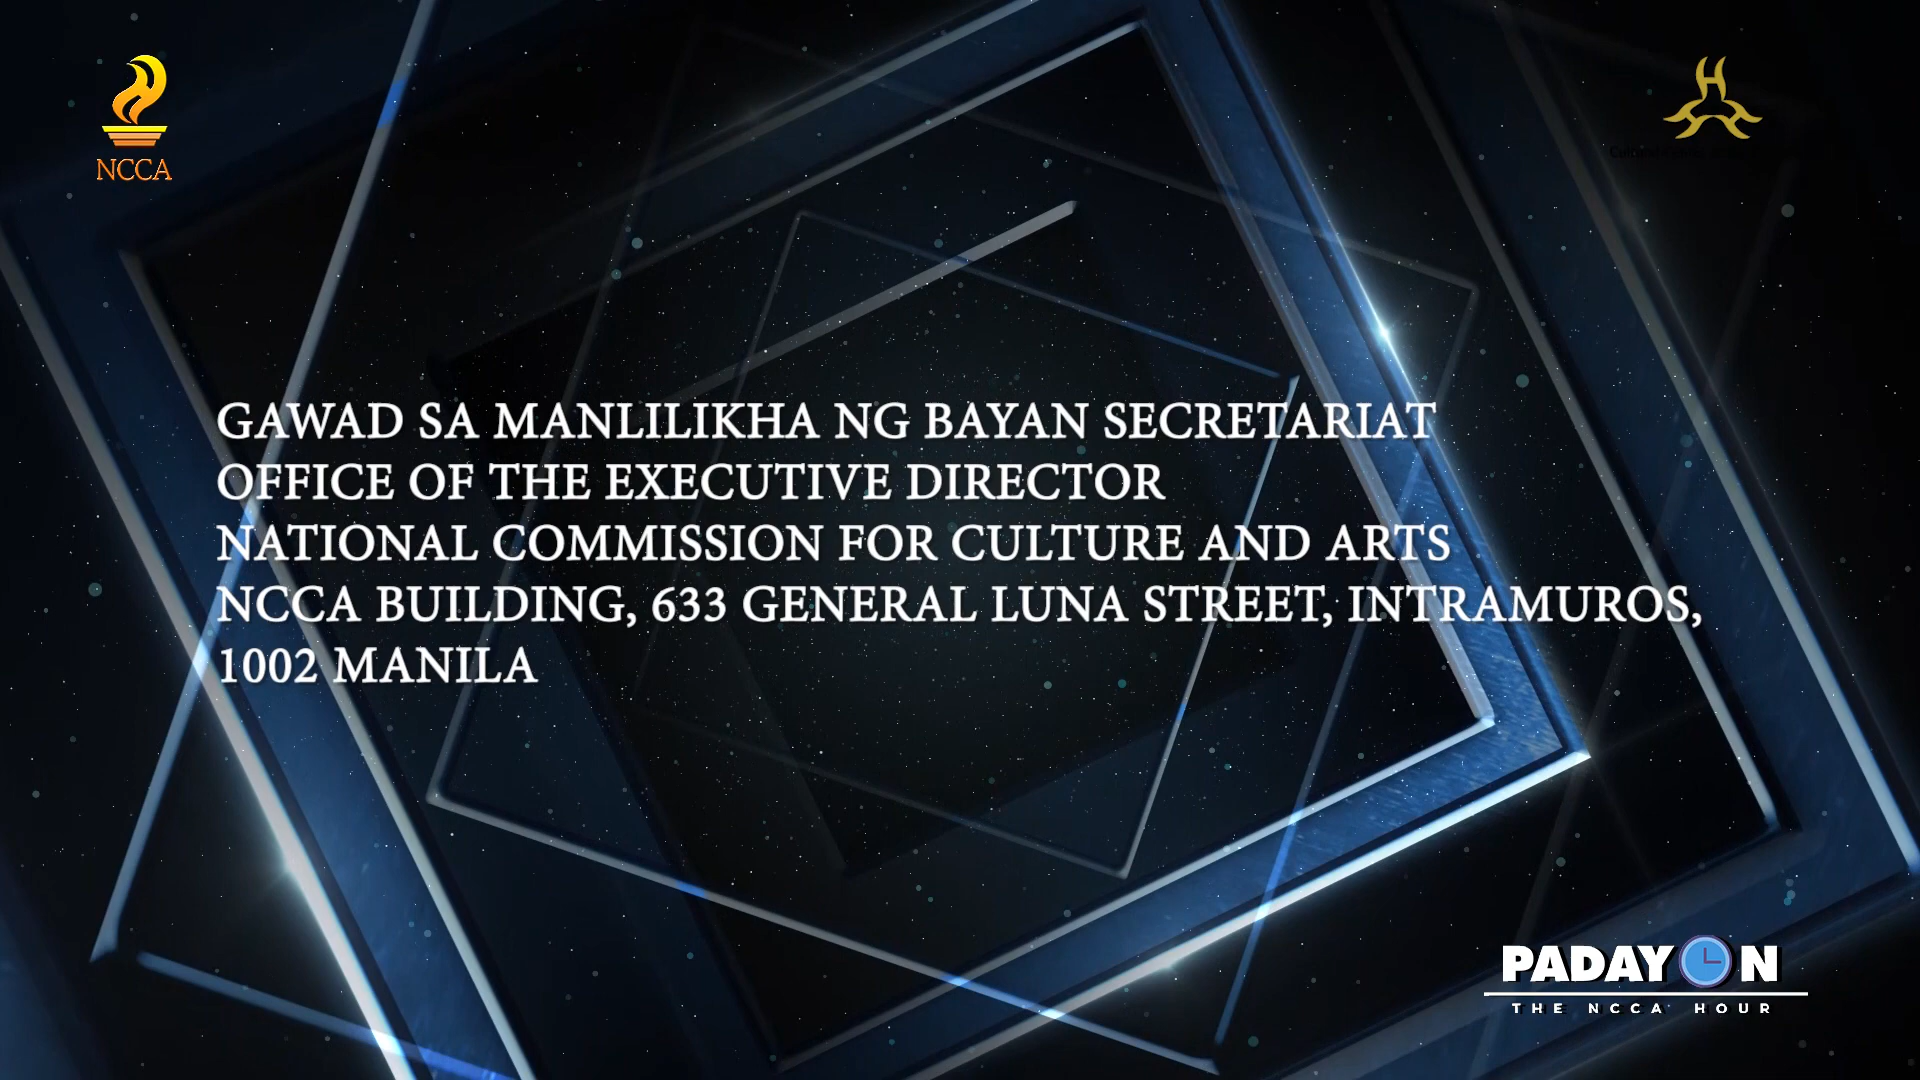 NCCA
GAWAD SA MANLILIKHA NG BAYAN SECRETARIAT
OFFICE OF THE EXECUTIVE DIRECTOR
NATIONAL COMMISSION FOR CULTURE AND ARTS
NCCA BUILDING, 633 GENERAL LUNA STREET, INTRAMUROS,
1002 MANILA
PADAYON
THE NCCA HOUR